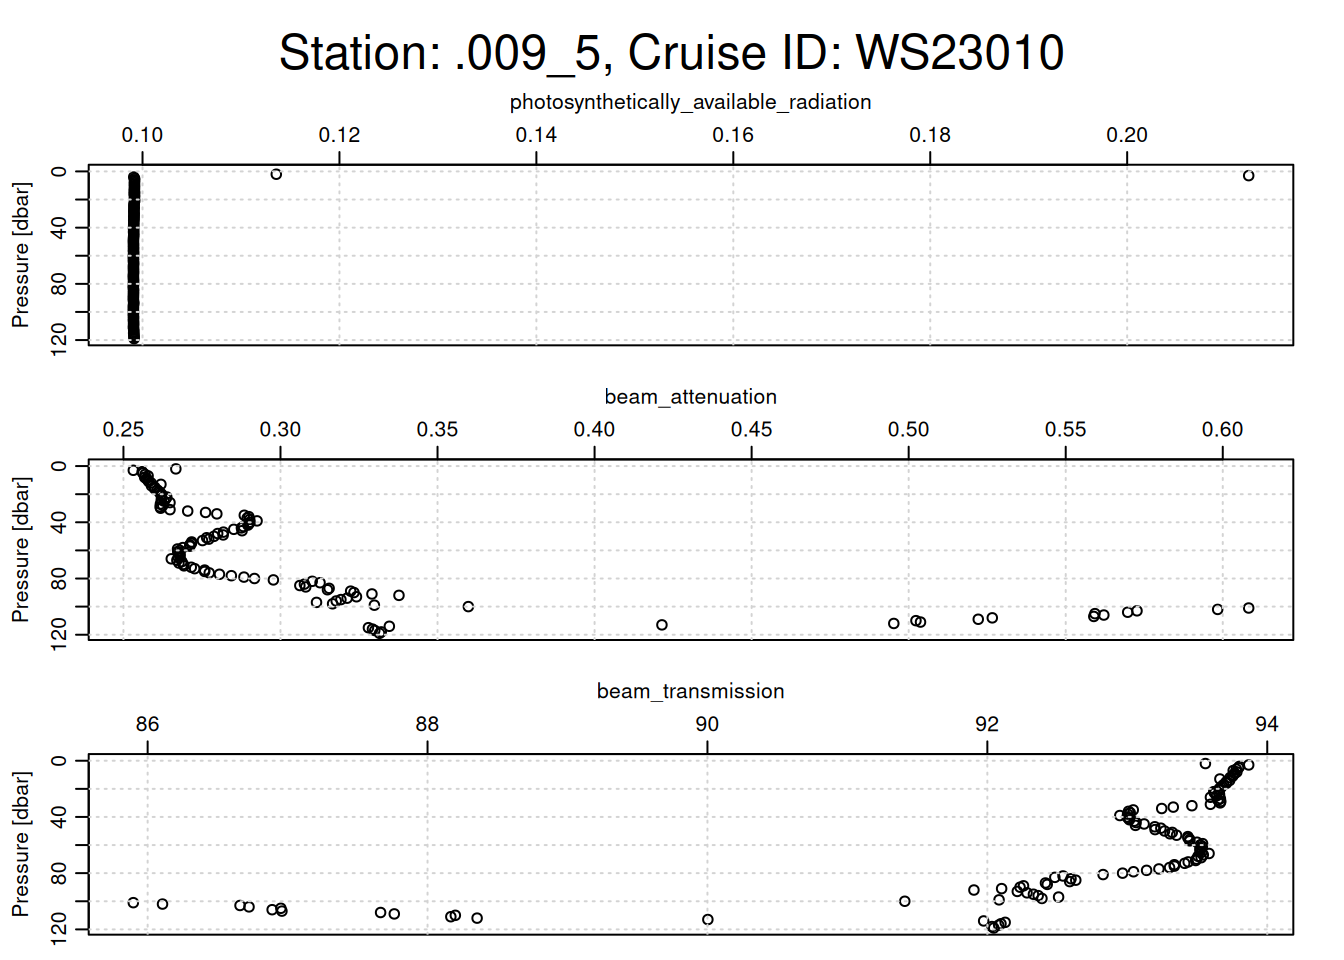 Station: .009_5, Cruise ID: WS23010
photosynthetically_available_radiation
0.10 0.12 0.14 0.16 0.18 0.20
Pressure [dbar]
0 40 80 120
beam_attenuation
0.25 0.30 0.35 0.40 0.45 0.50 0.55 0.60
Pressure [dbar]
0 40 80 120
beam_transmission
86 88 90 92 94
Pressure [dbar]
0 40 80 120